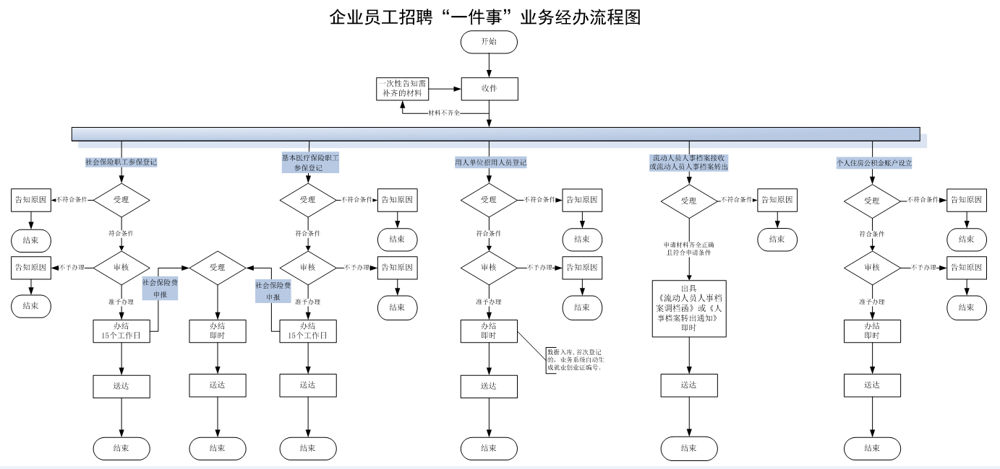 企业员工招聘“一件事”业务经办流程图
开始
一次性告知需
补齐的材料
收件
材料不齐全
社会保险职工参保登记
基本医疗保险职工
参保登记
用人单位招用人员登记
流动人员人事档案接收
或流动人员人事档案转出
个人住房公积金账户设立
告知原因
不符合条件
受理
受理
不符合条件
告知原因
受理
不符合条件
告知原因
受理
不符合条件
告知原因
受理
不符合条件
告知原因
结束
符合条件
符合条件
结束
符合条件
结束
申请材料齐全正确
且符合申请条件
结束
符合条件
结束
告知原因
不予办理
审核
受理
审核
不予办理
告知原因
审核
不予办理
告知原因
审核
不予办理
告知原因
社会保险费
申报
社会保险费
申报
出具
《流动人员人事档
案调档函》或《人
事档案转出通知》
即时
结束
准予办理
准予办理
结束
准予办理
结束
准予办理
结束
办结
15个工作日
办结
即时
办结
15个工作日
办结
即时
办结
即时
数据入库,首次登记
的，业务系统自动生
成就业创业证编号。
送达
送达
送达
送达
送达
送达
结束
结束
结束
结束
结束
结束